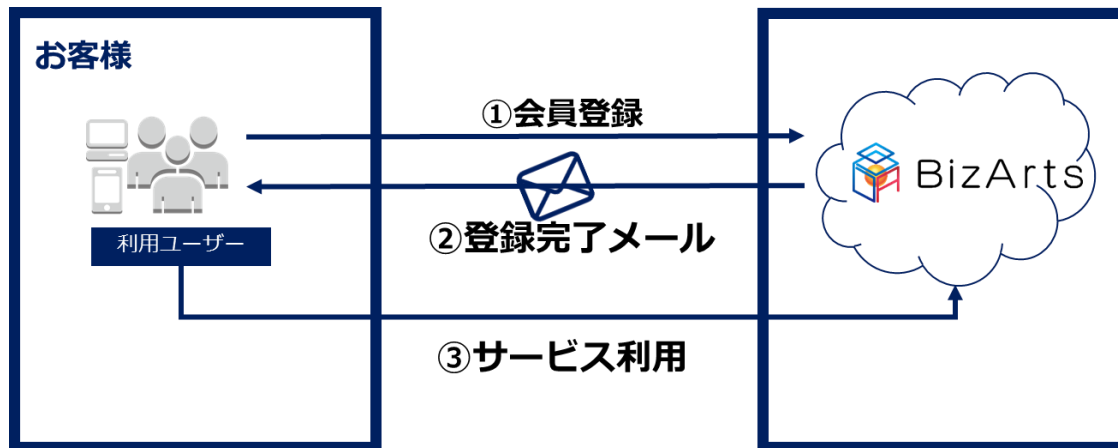 お客様
①会員登録
BizArts
②登録完了メール
利用ユーザー
③サービス利用